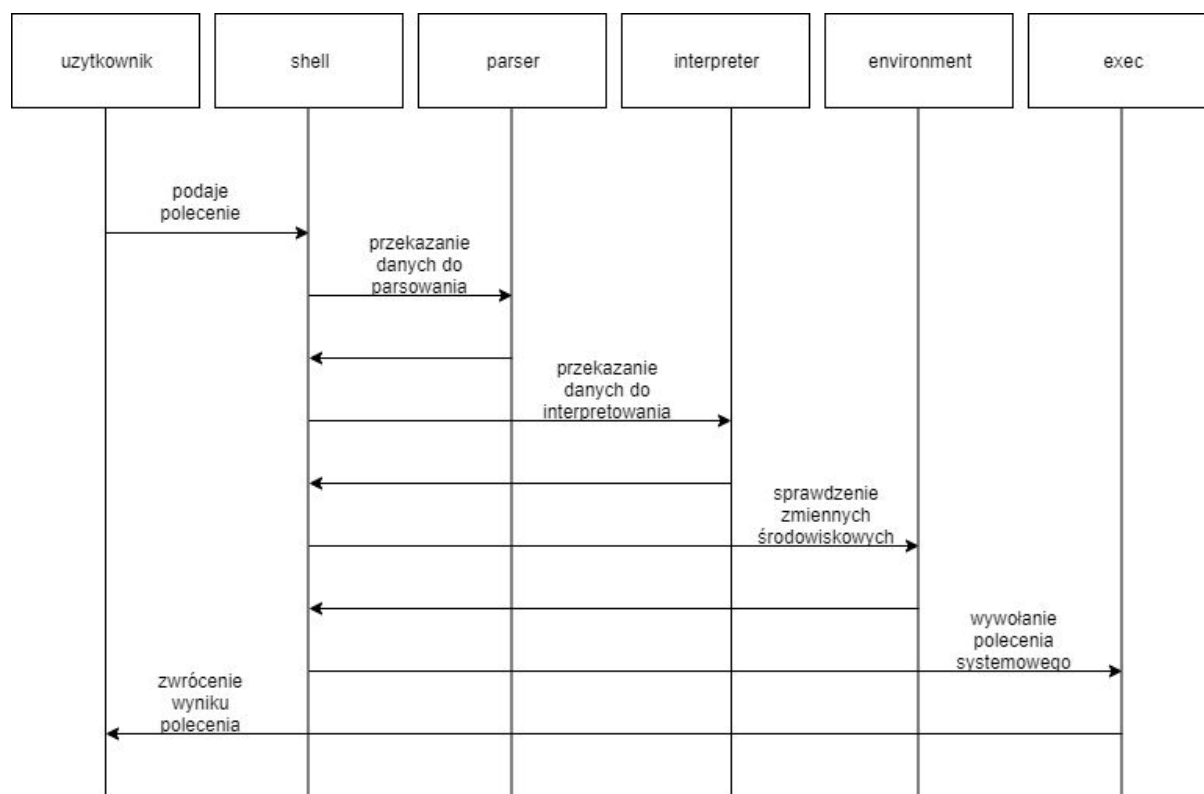 uzytkownik
shell
parser
interpreter
environment
exec
podaje
polecenie
przekazanie
danych do
parsowania
przekazanie
danych do
interpretowania
sprawdzenie
zmiennych
środowiskowych
wywołanie
polecenia
systemowego
zwrócenie
wyniku
polecenia